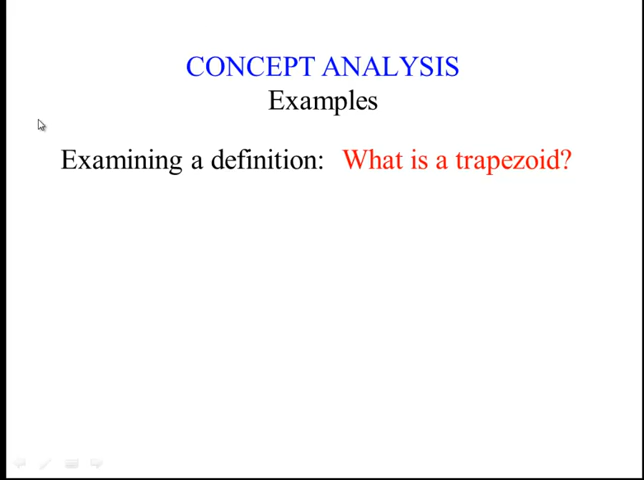 CONCEPT ANALYSIS
Examples
Examining a definition: What is a trapezoid?